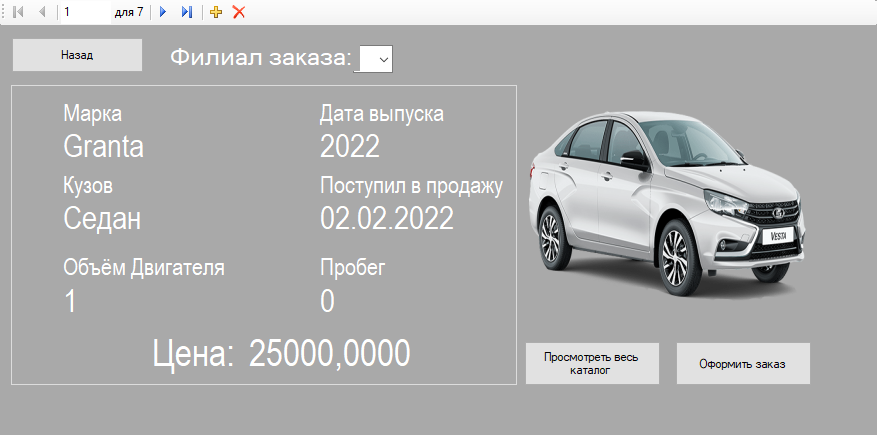 1 для 7
Назад
Филиал заказа:
Марка
Дата выпуска
Granta
2022
Кузов
Поступил в продажу
Седан
02.02.2022
Объём Двигателя
Пробег
1
0
Цена: 25000,0000
VESTA
Просмотреть весь
каталог
Оформить заказ